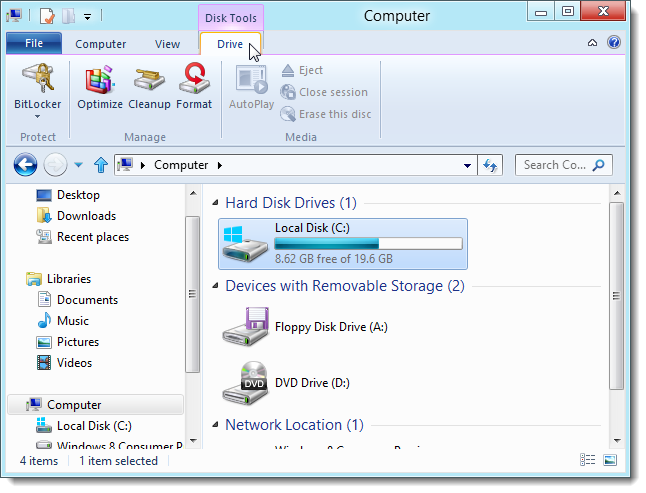 Disk Tools
Computer
File
Computer
View
Drive
BitLocker
Optimize
Cleanup
Format
AutoPlay
Eject
Close session
Erase this disc
Protect
Manage
Media
Computer
Search Co...
Desktop
Downloads
Recent places
Libraries
Documents
Music
Pictures
Videos
Computer
Local Disk (C:)
Windows 8 Consumer P
Hard Disk Drives (1)
Local Disk (C:)
8.62 GB free of 19.6 GB
Devices with Removable Storage (2)
Floppy Disk Drive (A:)
DVD
DVD Drive (D:)
Network Location (1)
4 items
1 item selected